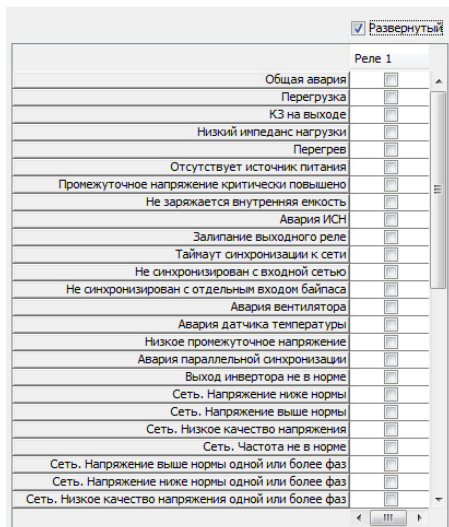 Развернутый
Реле 1
Общая авария
Перегрузка
КЗ на выходе
Низкий импеданс нагрузки
Перегрев
Отсутствует источник питания
Промежуточное напряжение критически повышено
Не заряжается внутренняя емкость
Авария ИСН
Залипание выходного реле
Таймаут синхронизации к сети
Не синхронизирован с входной сетью
Не синхронизирован с отдельным входом байпаса
Авария вентилятора
Авария датчика температуры
Низкое промежуточное напряжение
Авария параллельной синхронизации
Выход инвертора не в норме
Сеть. Напряжение ниже нормы
Сеть. Напряжение выше нормы
Сеть. Низкое качество напряжения
Сеть. Частота не в норме
Сеть. Напряжение выше нормы одной или более фаз
Сеть. Напряжение ниже нормы одной или более фаз
Сеть. Низкое качество напряжения одной или более фаз